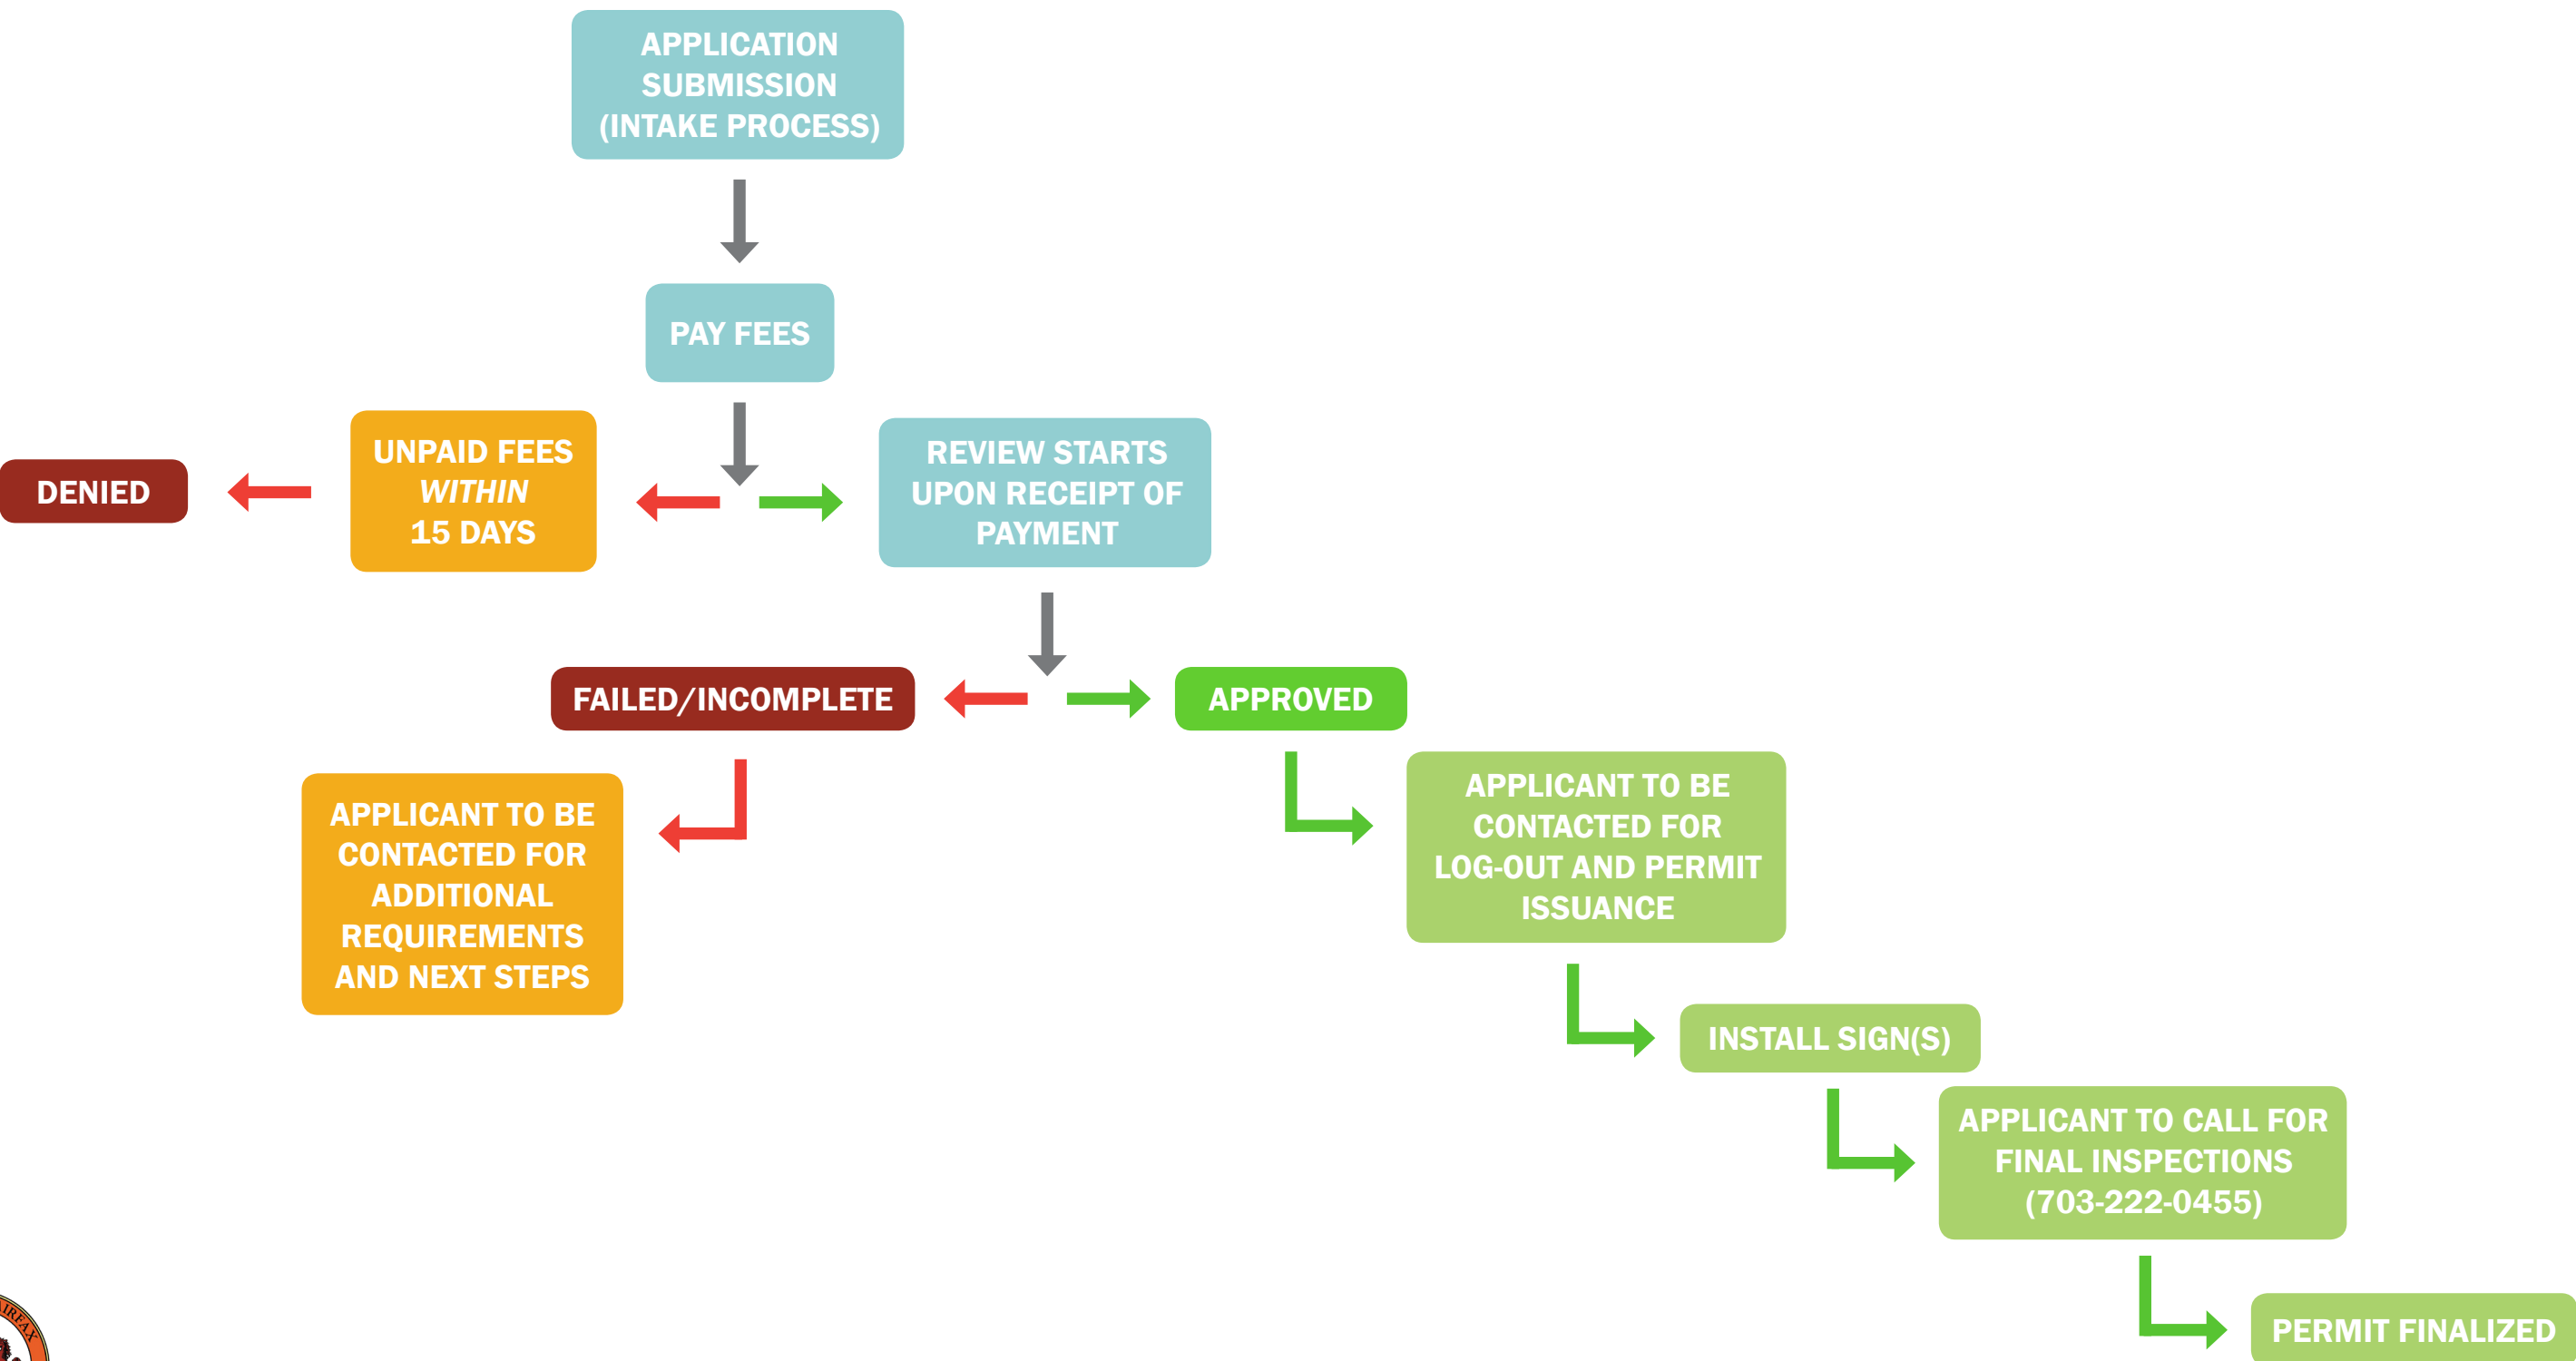 APPLICATION
SUBMISSION
(INTAKE PROCESS)
PAY FEES
DENIED
UNPAID FEES
WITHIN
15 DAYS
REVIEW STARTS
UPON RECEIPT OF
PAYMENT
FAILED/INCOMPLETE
APPROVED
APPLICANT TO BE
CONTACTED FOR
ADDITIONAL
REQUIREMENTS
AND NEXT STEPS
APPLICANT TO BE
CONTACTED FOR
LOG-OUT AND PERMIT
ISSUANCE
INSTALL SIGN(S)
APPLICANT TO CALL FOR
FINAL INSPECTIONS
(703-222-0455)
PERMIT FINALIZED